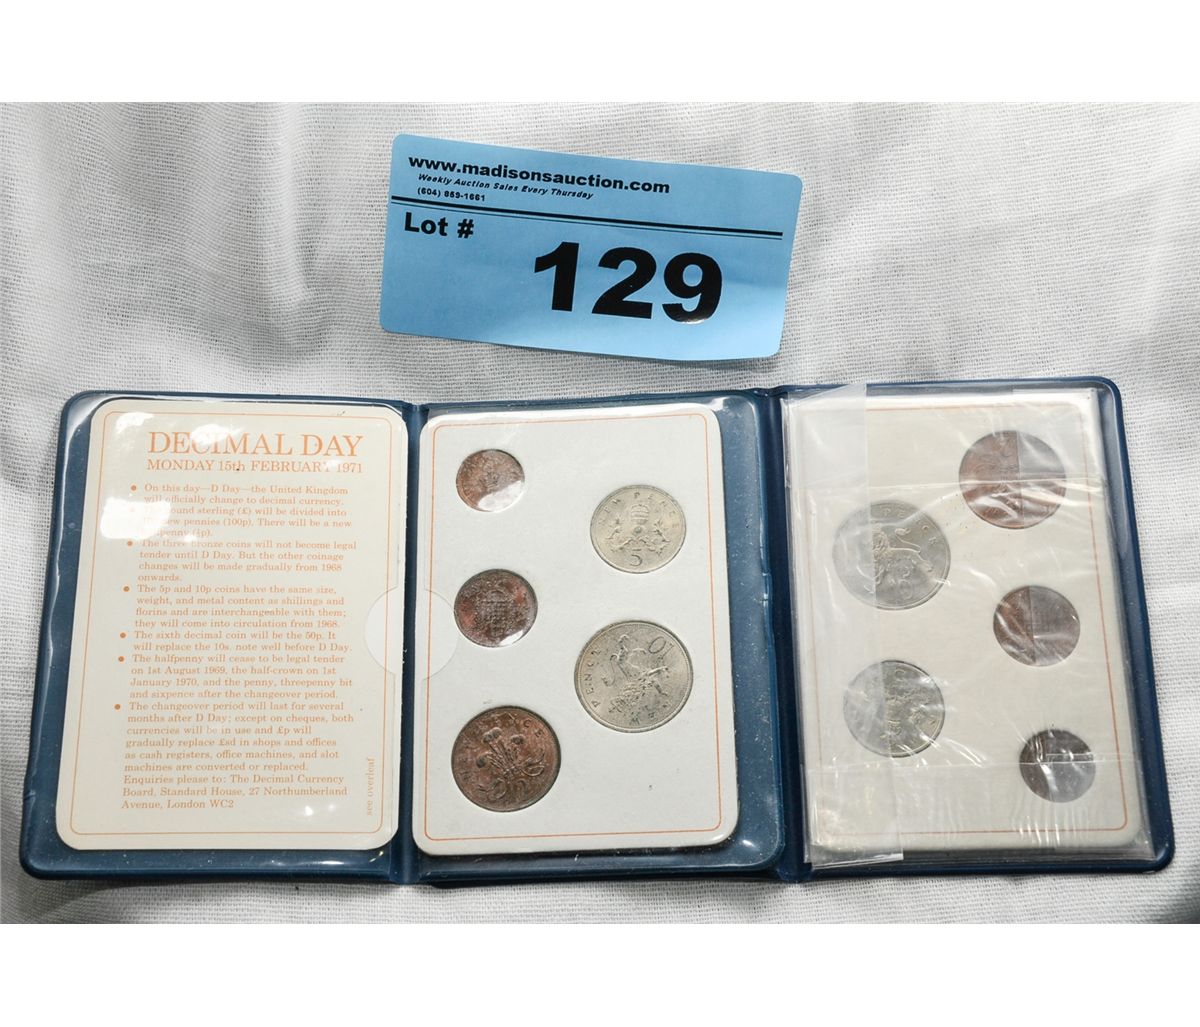 www.madisonsauction.com
Weekly Auction Sales Every Thursday
(604) 859-1661
Lot #
129
DECIMAL DAY
MONDAY 15th FEBRUARY 1971
• On this day—D Day—the United Kingdom
will officially change to decimal currency.
• The pound sterling (£) will be divided into
new pennies (100p). There will be a new
halfpenny (½p).
• The three bronze coins will not become legal
tender until D Day. But the other coinage
changes will be made gradually from 1968
onwards.
• The 5p and 10p coins have the same size,
weight, and metal content as shillings and
florins and are interchangeable with them;
they will come into circulation from 1968.
• The sixth decimal coin will be the 50p. It
will replace the 10s. note well before D Day.
• The halfpenny will cease to be legal tender
on 1st August 1969, the half-crown on 1st
January 1970, and the penny, threepenny bit
and sixpence after the changeover period.
• The changeover period will last for several
months after D Day; except on cheques, both
currencies will be in use and £p will
gradually replace £sd in shops and offices
as cash registers, office machines, and slot
machines are converted or replaced.
Enquiries please to: The Decimal Currency
Board, Standard House, 27 Northumberland
Avenue, London WC2
see overleaf
NEW PENCE
5
PENCE
10
NEW PENCE
2
PENCE